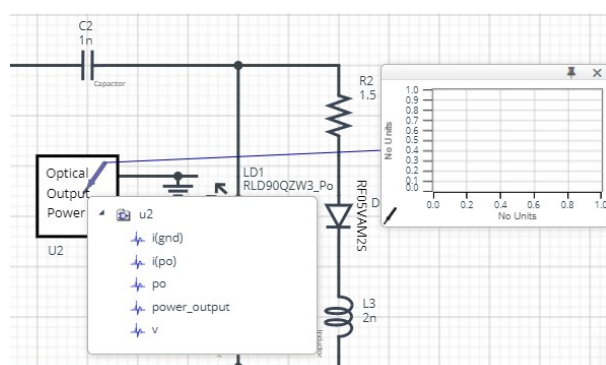 C2
1n
Capacitor
R2
1.5
1.0
0.9
0.8
0.7
0.6
0.5
0.4
0.3
0.2
0.1
0.0
No Units
0.0 0.2 0.4 0.6 0.8 1.0
No Units
Optical
Output
Power
U2
LD1
RLD90QZW3_Po
RF05VAM2S
D
u2
i(gnd)
i(po)
po
power_output
v
L3
2n
Inductor